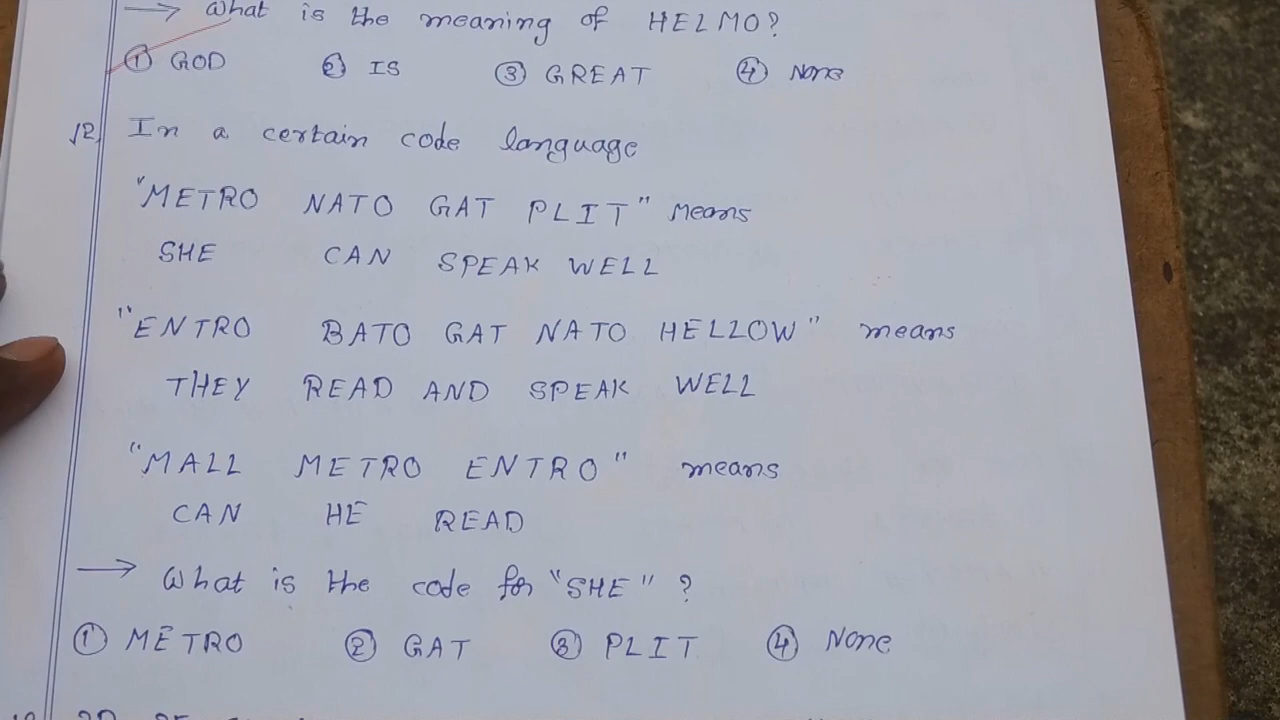 → What is the meaning of HELMO?
① GOD ② IS ③ GREAT ④ None
12) In a certain code language
"METRO NATO GAT PLIT" means
SHE CAN SPEAK WELL
"ENTRO BATO GAT NATO HELLOW" means
THEY READ AND SPEAK WELL
"MALL METRO ENTRO" means
CAN HE READ
→ What is the code for "SHE" ?
① METRO ② GAT ③ PLIT ④ None